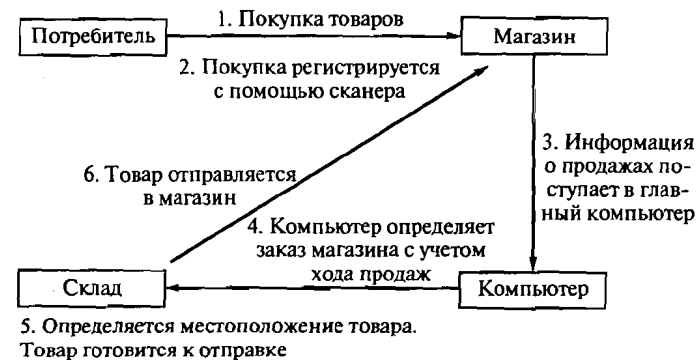 1. Покупка товаров
Потребитель
Магазин
2. Покупка регистрируется
с помощью сканера
3. Информация
о продажах по-
ступает в глав-
ный компьютер
6. Товар отправляется
в магазин
4. Компьютер определяет
заказ магазина с учетом
хода продаж
Склад
Компьютер
5. Определяется местоположение товара.
Товар готовится к отправке